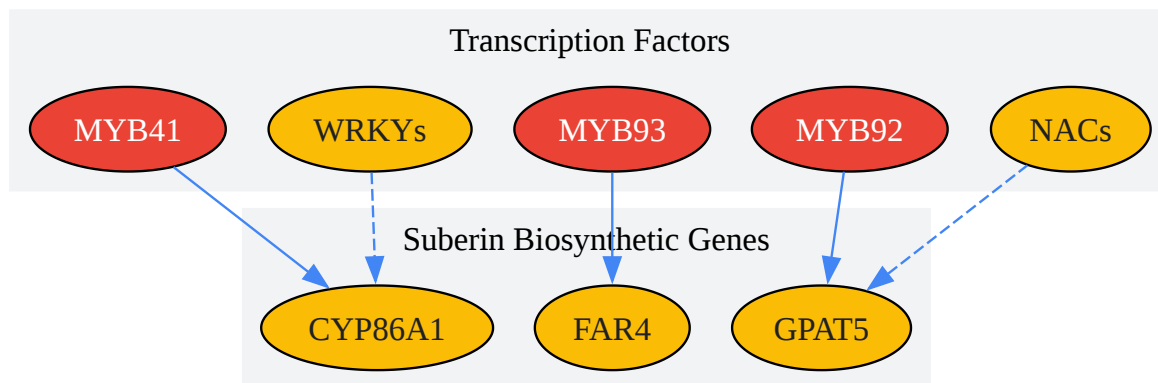 Transcription Factors
MYB41
WRKYs
MYB93
MYB92
NACs
Suberin Biosynthetic Genes
CYP86A1
FAR4
GPAT5